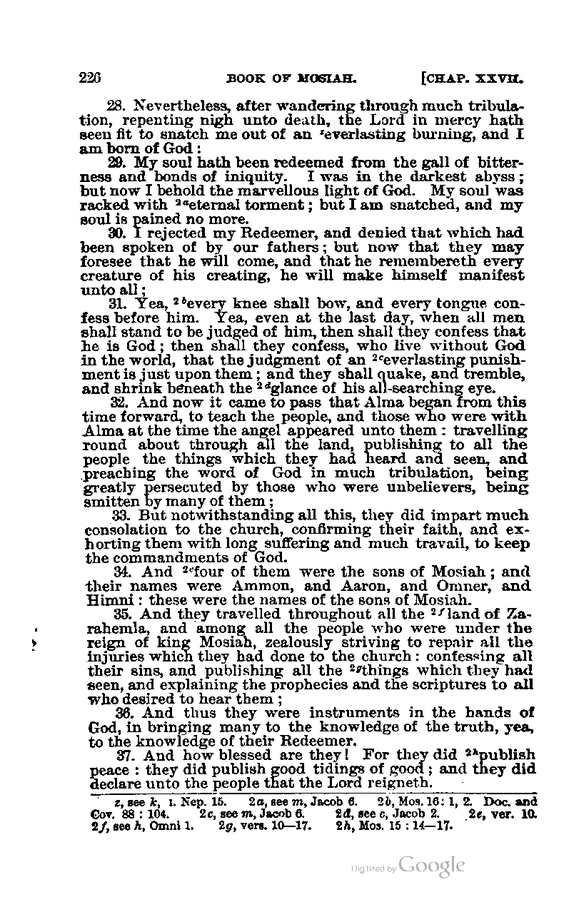 226 BOOK OF MOSIAH. [CHAP. XXVII.
28. Nevertheless, after wandering through much tribula-
tion, repenting nigh unto death, the Lord in mercy hath
seen fit to snatch me out of an ᶻeverlasting burning, and I
am born of God:
29. My soul hath been redeemed from the gall of bitter-
ness and bonds of iniquity. I was in the darkest abyss;
but now I behold the marvellous light of God. My soul was
racked with ²ᵃeternal torment; but I am snatched, and my
soul is pained no more.
30. I rejected my Redeemer, and denied that which had
been spoken of by our fathers; but now that they may
foresee that he will come, and that he remembereth every
creature of his creating, he will make himself manifest
unto all;
31. Yea, ²ᵇevery knee shall bow, and every tongue con-
fess before him. Yea, even at the last day, when all men
shall stand to be judged of him, then shall they confess that
he is God; then shall they confess, who live without God
in the world, that the judgment of an ²ᶜeverlasting punish-
ment is just upon them; and they shall quake, and tremble,
and shrink beneath the ²ᵈglance of his all-searching eye.
32. And now it came to pass that Alma began from this
time forward, to teach the people, and those who were with
Alma at the time the angel appeared unto them: travelling
round about through all the land, publishing to all the
people the things which they had heard and seen, and
preaching the word of God in much tribulation, being
greatly persecuted by those who were unbelievers, being
smitten by many of them;
33. But notwithstanding all this, they did impart much
consolation to the church, confirming their faith, and ex-
horting them with long suffering and much travail, to keep
the commandments of God.
34. And ²ᵉfour of them were the sons of Mosiah; and
their names were Ammon, and Aaron, and Omner, and
Himni: these were the names of the sons of Mosiah.
35. And they travelled throughout all the ²ᶠland of Za-
rahemla, and among all the people who were under the
reign of king Mosiah, zealously striving to repair all the
injuries which they had done to the church: confessing all
their sins, and publishing all the ²ᵍthings which they had
seen, and explaining the prophecies and the scriptures to all
who desired to hear them;
36. And thus they were instruments in the hands of
God, in bringing many to the knowledge of the truth, yea,
to the knowledge of their Redeemer.
37. And how blessed are they! For they did ²ʰpublish
peace: they did publish good tidings of good; and they did
declare unto the people that the Lord reigneth.
z, see k, 1. Nep. 15. 2a, see m, Jacob 6. 2b, Mos. 16: 1, 2. Doc. and
Cov. 88: 104. 2c, see m, Jacob 6. 2d, see c, Jacob 2. 2e, ver. 10.
2f, see h, Omni 1. 2g, vers. 10—17. 2h, Mos. 15: 14—17.
Digitized by Google